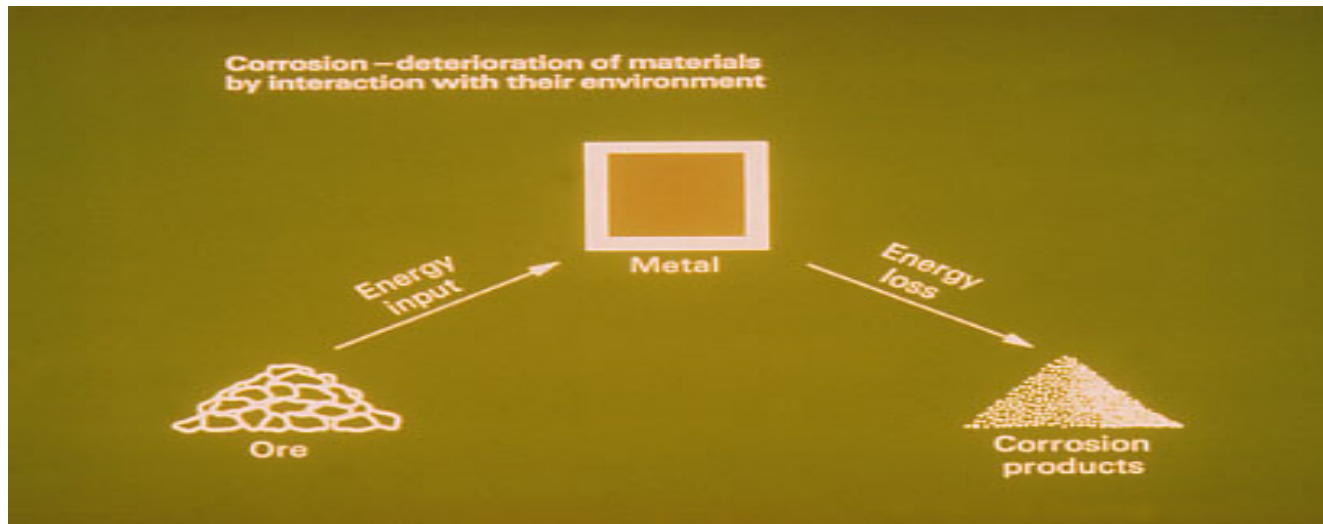 Corrosion – deterioration of materials
by interaction with their environment
Metal
Energy
input
Energy
loss
Ore
Corrosion
products